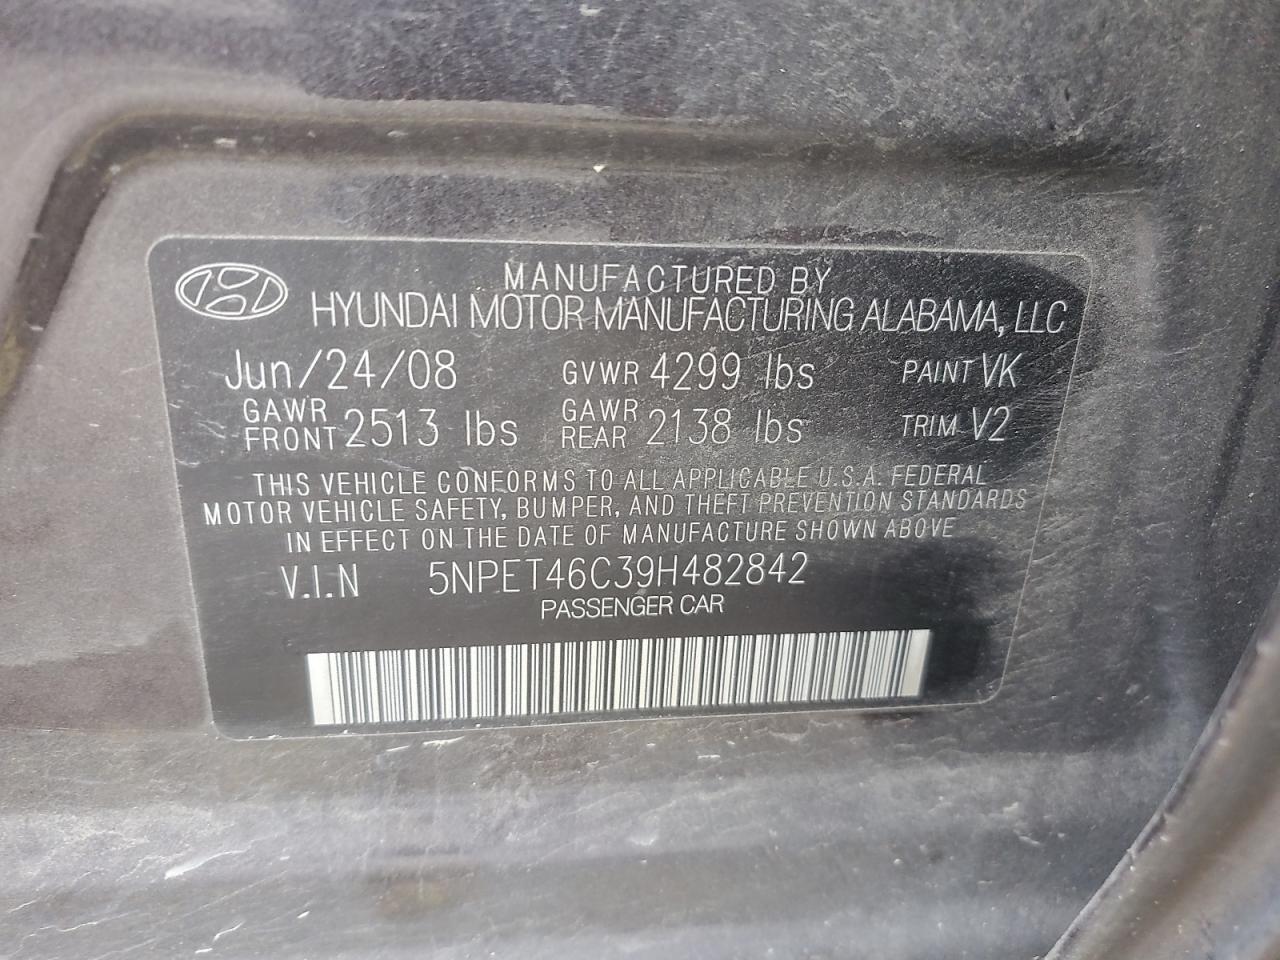 MANUFACTURED BY
HYUNDAI MOTOR MANUFACTURING ALABAMA, LLC
Jun/24/08 GVWR 4299 lbs PAINT VK
GAWR FRONT 2513 lbs GAWR REAR 2138 lbs TRIM V2
THIS VEHICLE CONFORMS TO ALL APPLICABLE U.S.A. FEDERAL
MOTOR VEHICLE SAFETY, BUMPER, AND THEFT PREVENTION STANDARDS
IN EFFECT ON THE DATE OF MANUFACTURE SHOWN ABOVE
V.I.N 5NPET46C39H482842
PASSENGER CAR